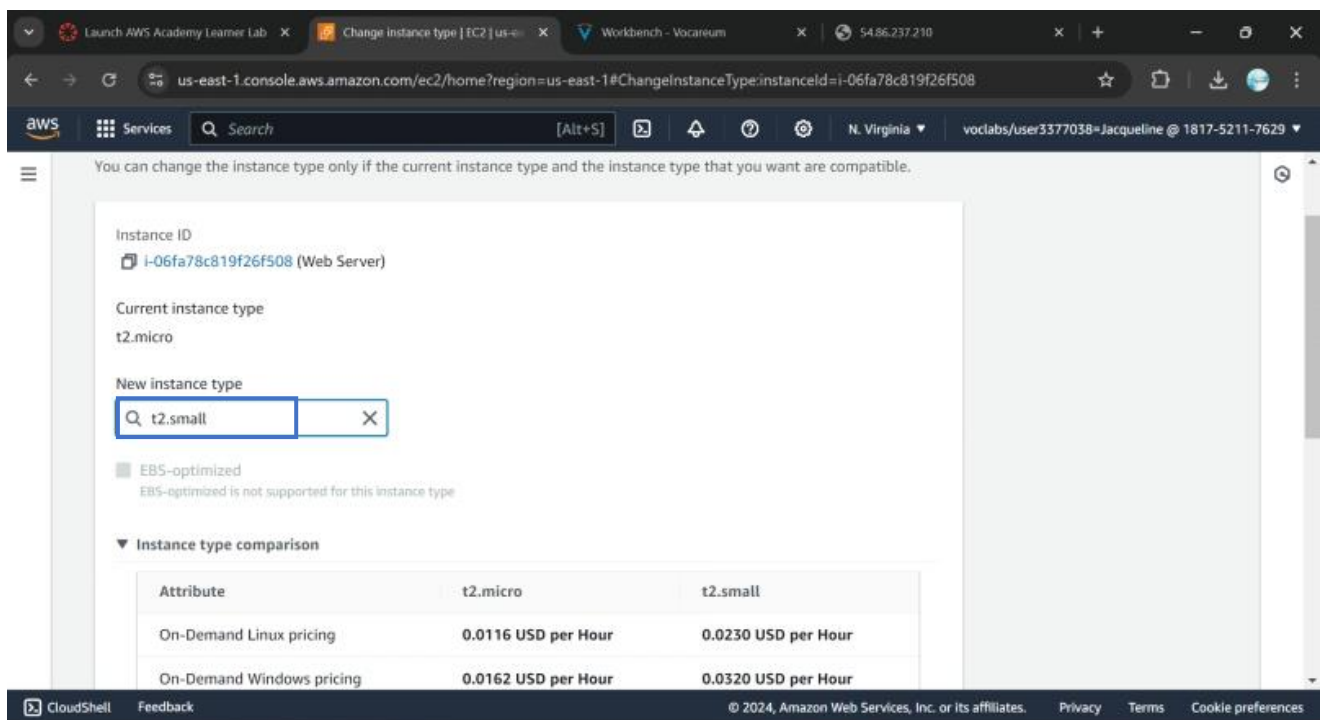 Launch AWS Academy Learner Lab
Change instance type | EC2 | us-e
Workbench - Vocareum
54.86.237.210
us-east-1.console.aws.amazon.com/ec2/home?region=us-east-1#ChangeInstanceType:instanceId=i-06fa78c819f26f508
aws
Services
Search
[Alt+S]
N. Virginia
voclabs/user3377038=Jacqueline @ 1817-5211-7629
You can change the instance type only if the current instance type and the instance type that you want are compatible.
Instance ID
i-06fa78c819f26f508 (Web Server)
Current instance type
t2.micro
New instance type
t2.small
EBS-optimized
EBS-optimized is not supported for this instance type
Instance type comparison
Attribute t2.micro t2.small
On-Demand Linux pricing 0.0116 USD per Hour 0.0230 USD per Hour
On-Demand Windows pricing 0.0162 USD per Hour 0.0320 USD per Hour
CloudShell Feedback © 2024, Amazon Web Services, Inc. or its affiliates. Privacy Terms Cookie preferences